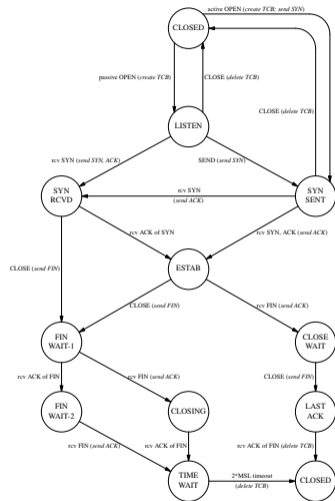 active OPEN (create TCB; send SYN)
CLOSED
passive OPEN (create TCB)
CLOSE (delete TCB)
CLOSE (delete TCB)
LISTEN
rcv SYN (send SYN, ACK)
SEND (send SYN)
SYN
RCVD
rcv SYN
(send ACK)
SYN
SENT
rcv ACK of SYN
rcv SYN, ACK (send ACK)
CLOSE (send FIN)
ESTAB
CLOSE (send FIN)
rcv FIN (send ACK)
FIN
WAIT-1
CLOSE
WAIT
rcv ACK of FIN
rcv FIN (send ACK)
CLOSE (send FIN)
FIN
WAIT-2
CLOSING
LAST
ACK
rcv FIN (send ACK)
rcv ACK of FIN
rcv ACK of FIN (delete TCB)
TIME
WAIT
2*MSL timeout
(delete TCB)
CLOSED